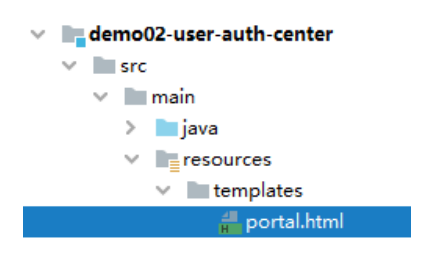 demo02-user-auth-center
src
main
java
resources
templates
portal.html